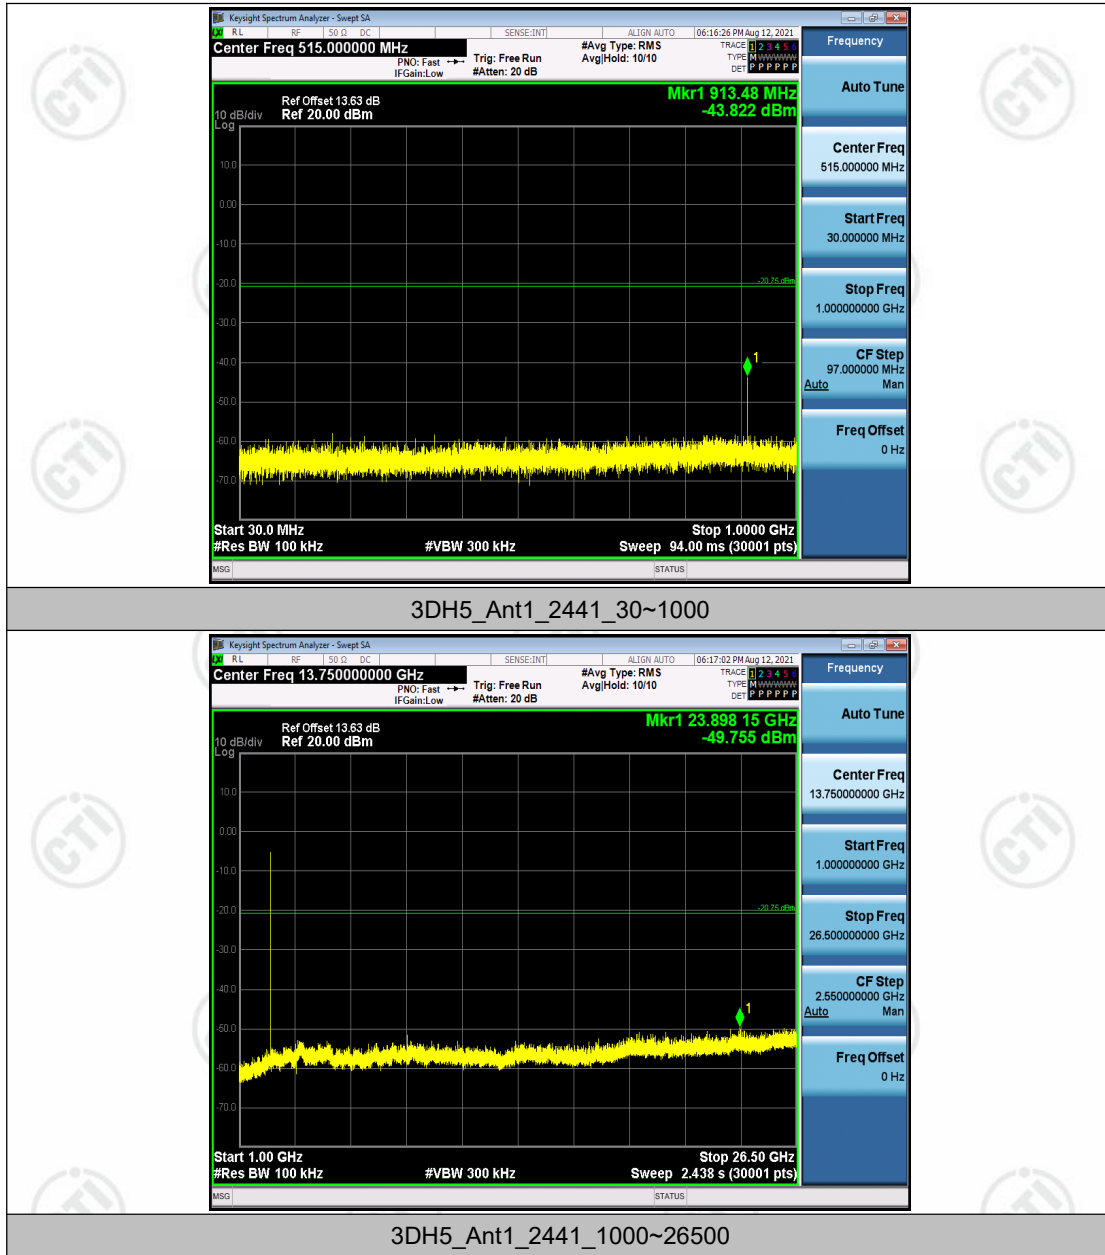 Keysight Spectrum Analyzer - Swept SA
RL RF 50 Ω DC SENSE:INT ALIGN AUTO 06:16:26 PM Aug 12, 2021
Center Freq 515.000000 MHz
PNO: Fast
IFGain:Low
Trig: Free Run
#Atten: 20 dB
#Avg Type: RMS
Avg|Hold: 10/10
TRACE 1 2 3 4 5 6
TYPE M W W W W W
DET P P P P P P
Frequency
Mkr1 913.48 MHz
-43.822 dBm
Ref Offset 13.63 dB
10 dB/div Ref 20.00 dBm
Log
10.0
0.00
-10.0
-20.0
-20.75 dBm
-30.0
-40.0
1
-50.0
-60.0
-70.0
Start 30.0 MHz Stop 1.0000 GHz
#Res BW 100 kHz #VBW 300 kHz Sweep 94.00 ms (30001 pts)
MSG STATUS
Auto Tune
Center Freq
515.000000 MHz
Start Freq
30.000000 MHz
Stop Freq
1.000000000 GHz
CF Step
97.000000 MHz
Auto Man
Freq Offset
0 Hz
3DH5_Ant1_2441_30~1000
Keysight Spectrum Analyzer - Swept SA
RL RF 50 Ω DC SENSE:INT ALIGN AUTO 06:17:02 PM Aug 12, 2021
Center Freq 13.750000000 GHz
PNO: Fast
IFGain:Low
Trig: Free Run
#Atten: 20 dB
#Avg Type: RMS
Avg|Hold: 10/10
TRACE 1 2 3 4 5 6
TYPE M W W W W W
DET P P P P P P
Frequency
Mkr1 23.898 15 GHz
-49.755 dBm
Ref Offset 13.63 dB
10 dB/div Ref 20.00 dBm
Log
10.0
0.00
-10.0
-20.0
-20.75 dBm
-30.0
-40.0
1
-50.0
-60.0
-70.0
Start 1.00 GHz Stop 26.50 GHz
#Res BW 100 kHz #VBW 300 kHz Sweep 2.438 s (30001 pts)
MSG STATUS
Auto Tune
Center Freq
13.750000000 GHz
Start Freq
1.000000000 GHz
Stop Freq
26.500000000 GHz
CF Step
2.550000000 GHz
Auto Man
Freq Offset
0 Hz
3DH5_Ant1_2441_1000~26500
CTI
CTI
CTI
CTI
CTI
CTI